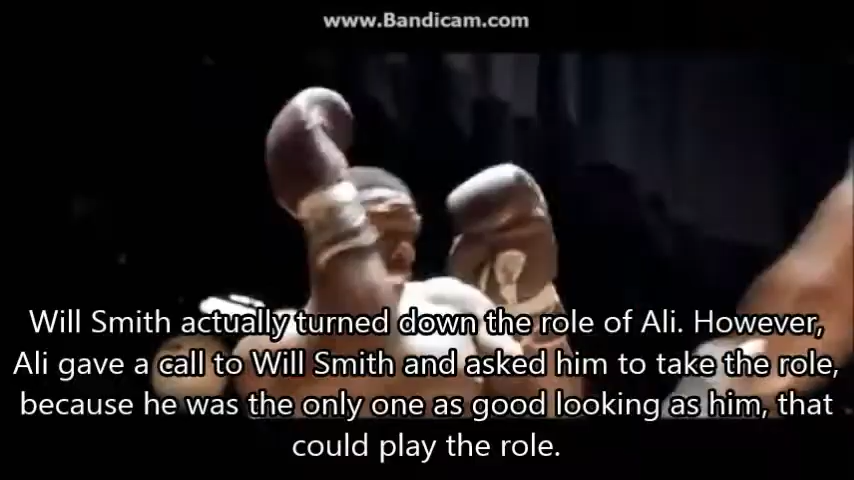 www.Bandicam.com
Will Smith actually turned down the role of Ali. However,
Ali gave a call to Will Smith and asked him to take the role,
because he was the only one as good looking as him, that
could play the role.